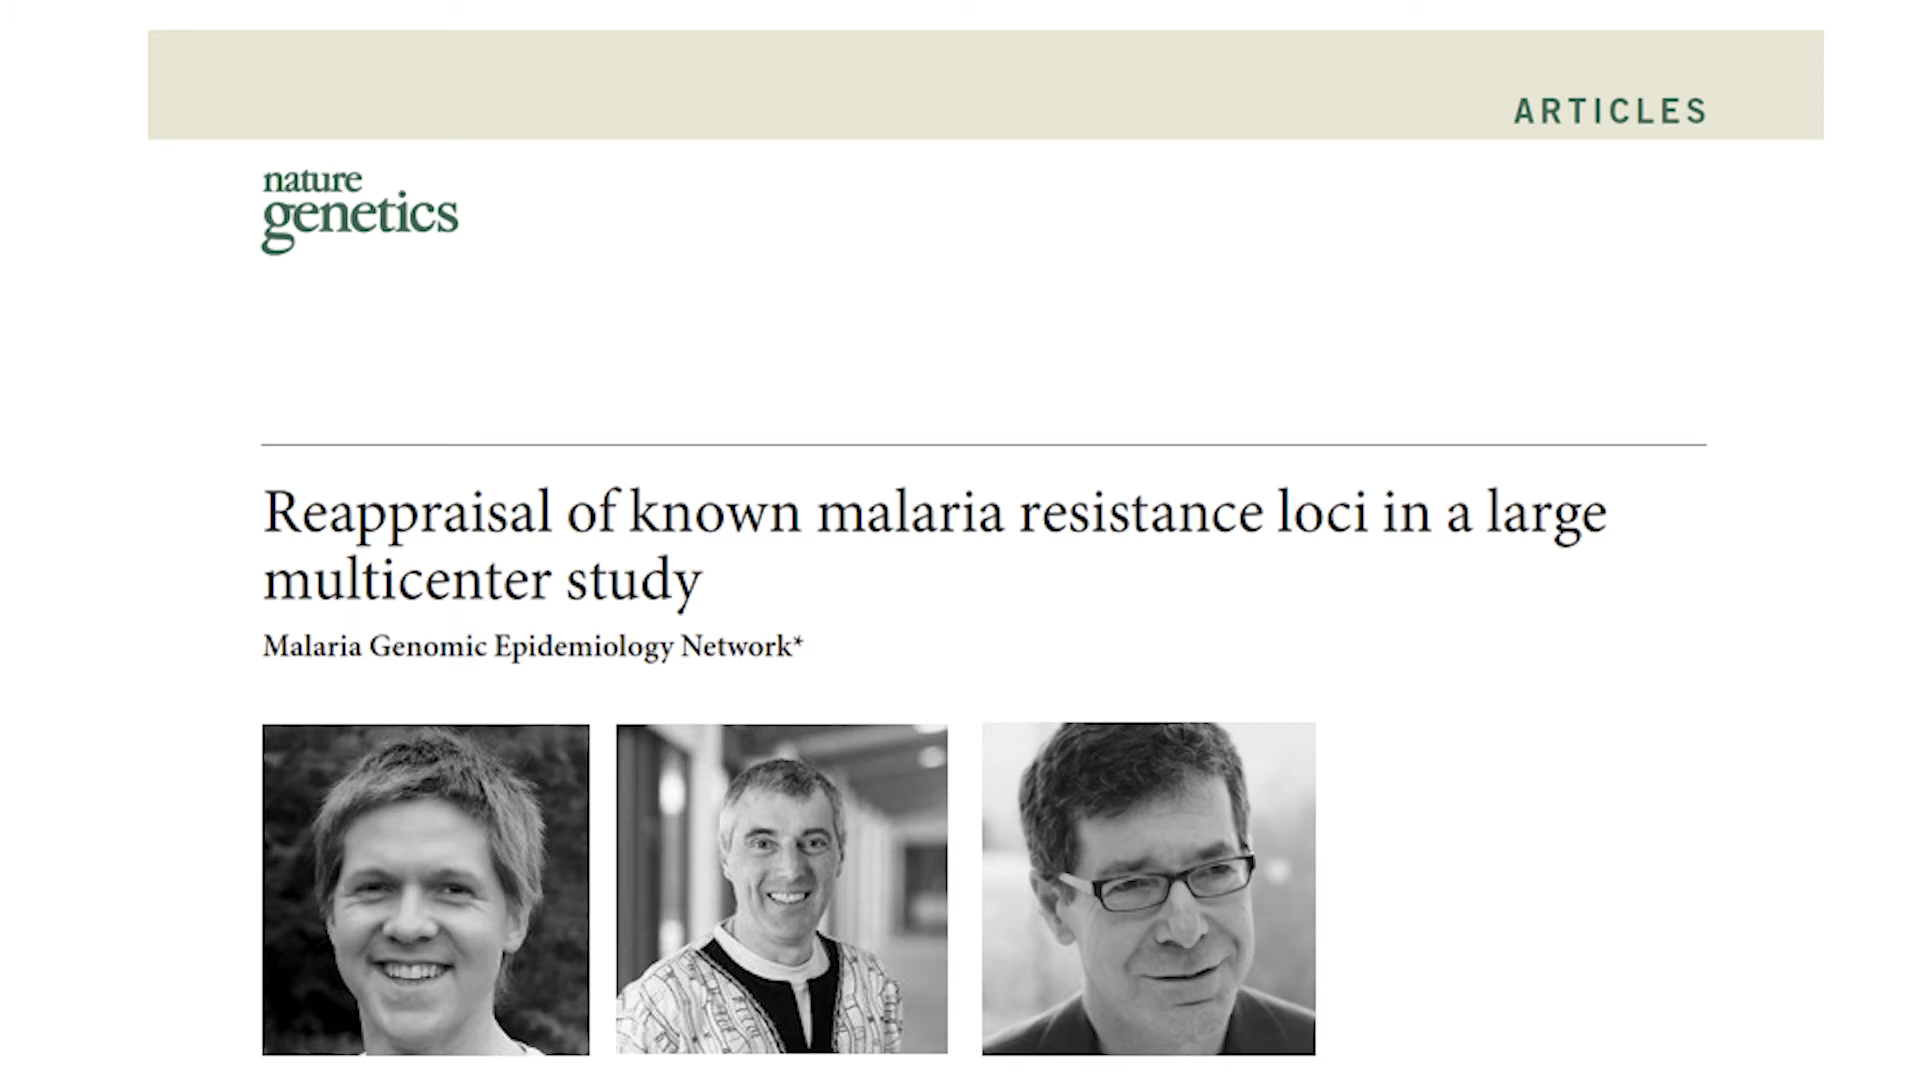 ARTICLES
nature
genetics
Reappraisal of known malaria resistance loci in a large
multicenter study
Malaria Genomic Epidemiology Network*